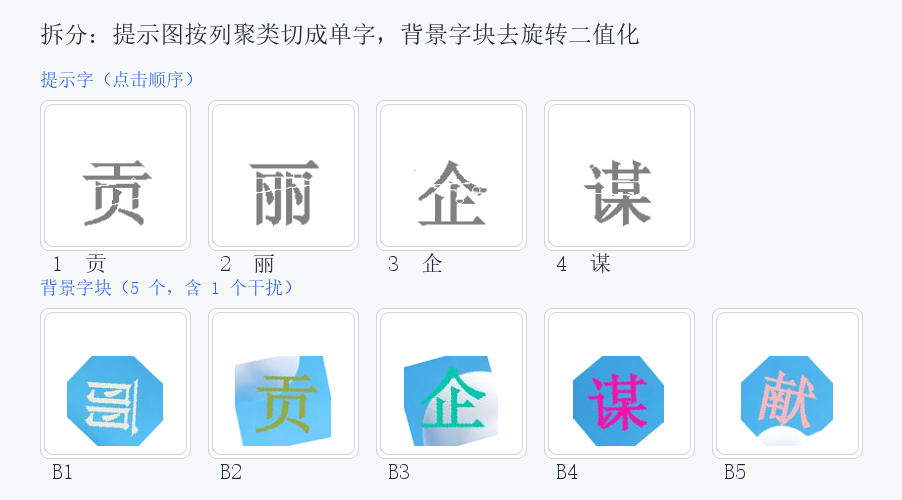 拆分：提示图按列聚类切成单字，背景字块去旋转二值化
提示字（点击顺序）
贡 丽 企 谋
1 贡 2 丽 3 企 4 谋
背景字块（5 个，含 1 个干扰）
丽 贡 企 谋 献
B1 B2 B3 B4 B5